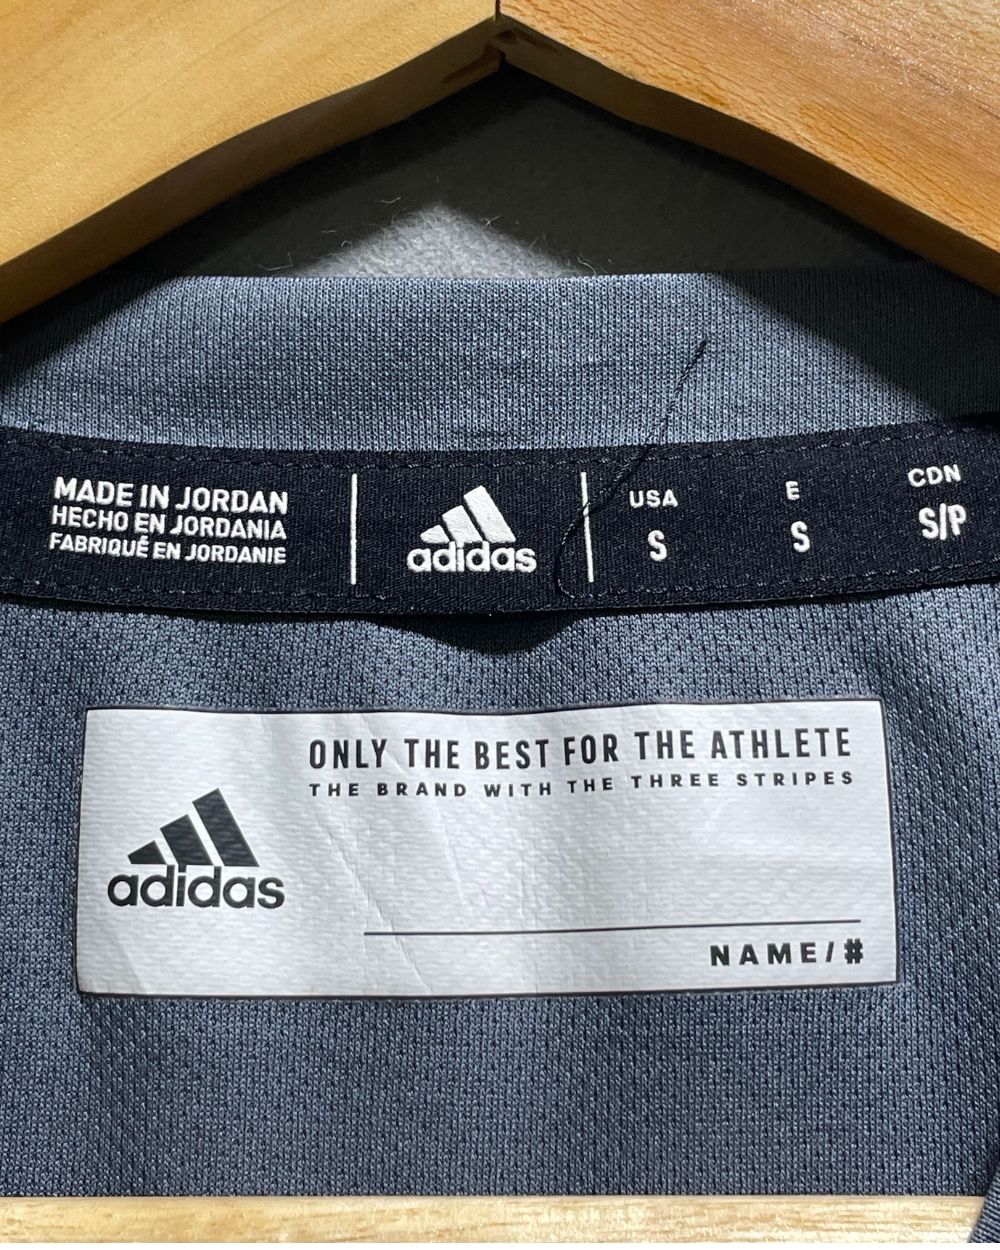 MADE IN JORDAN
HECHO EN JORDANIA
FABRIQUÉ EN JORDANIE
adidas
USA E CDN
S S S/P
ONLY THE BEST FOR THE ATHLETE
THE BRAND WITH THE THREE STRIPES
adidas
NAME/#